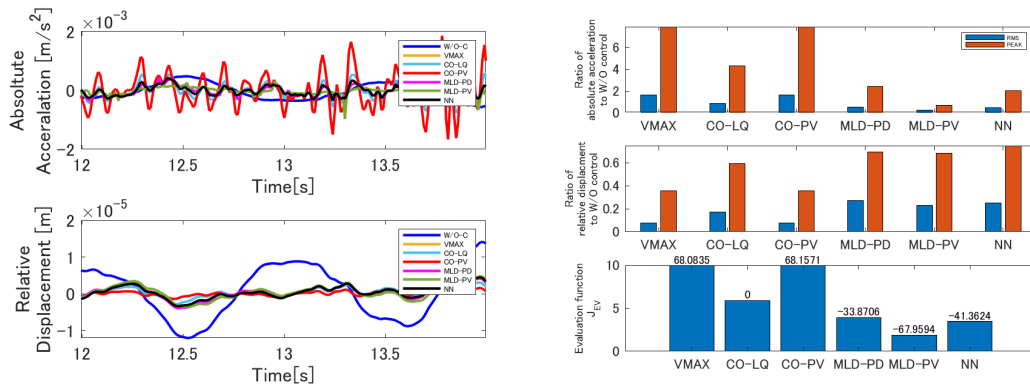 ×10⁻³
Absolute
Acceralation [m/s²]
2
0
-2
W/O-C
VMAX
CO-LQ
CO-PV
MLD-PD
MLD-PV
NN
12 12.5 13 13.5
Time[s]
×10⁻⁵
Relative
Displacement [m]
2
1
0
-1
W/O-C
VMAX
CO-LQ
CO-PV
MLD-PD
MLD-PV
NN
12 12.5 13 13.5
Time[s]
Ratio of
absolute acceleration
to W/O control
6
4
2
0
RMS
PEAK
VMAX CO-LQ CO-PV MLD-PD MLD-PV NN
Ratio of
relative displacment
to W/O control
0.6
0.4
0.2
0
VMAX CO-LQ CO-PV MLD-PD MLD-PV NN
Evaluation function
J_EV
10
5
0
68.0835 0 68.1571 -33.8706 -67.9594 -41.3624
VMAX CO-LQ CO-PV MLD-PD MLD-PV NN